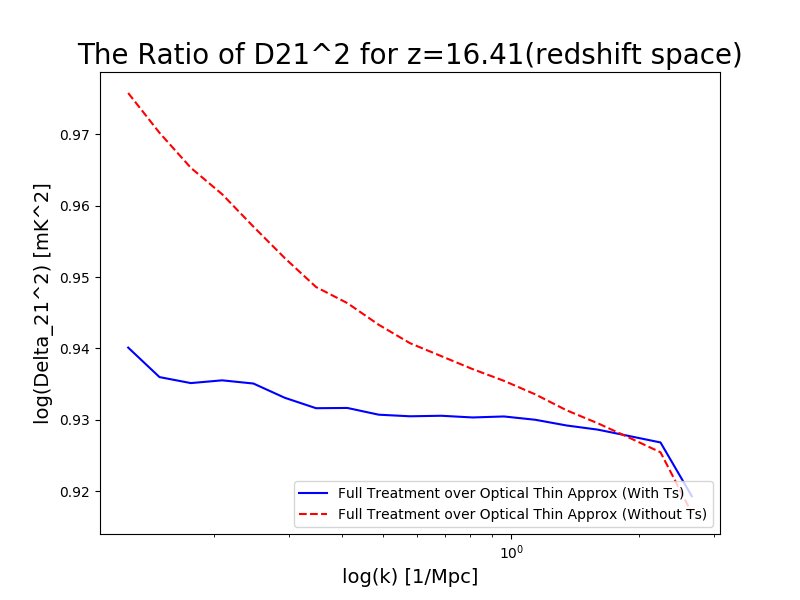 The Ratio of D21^2 for z=16.41(redshift space)
log(Delta_21^2) [mK^2]
0.97
0.96
0.95
0.94
0.93
0.92
Full Treatment over Optical Thin Approx (With Ts)
Full Treatment over Optical Thin Approx (Without Ts)
10^0
log(k) [1/Mpc]